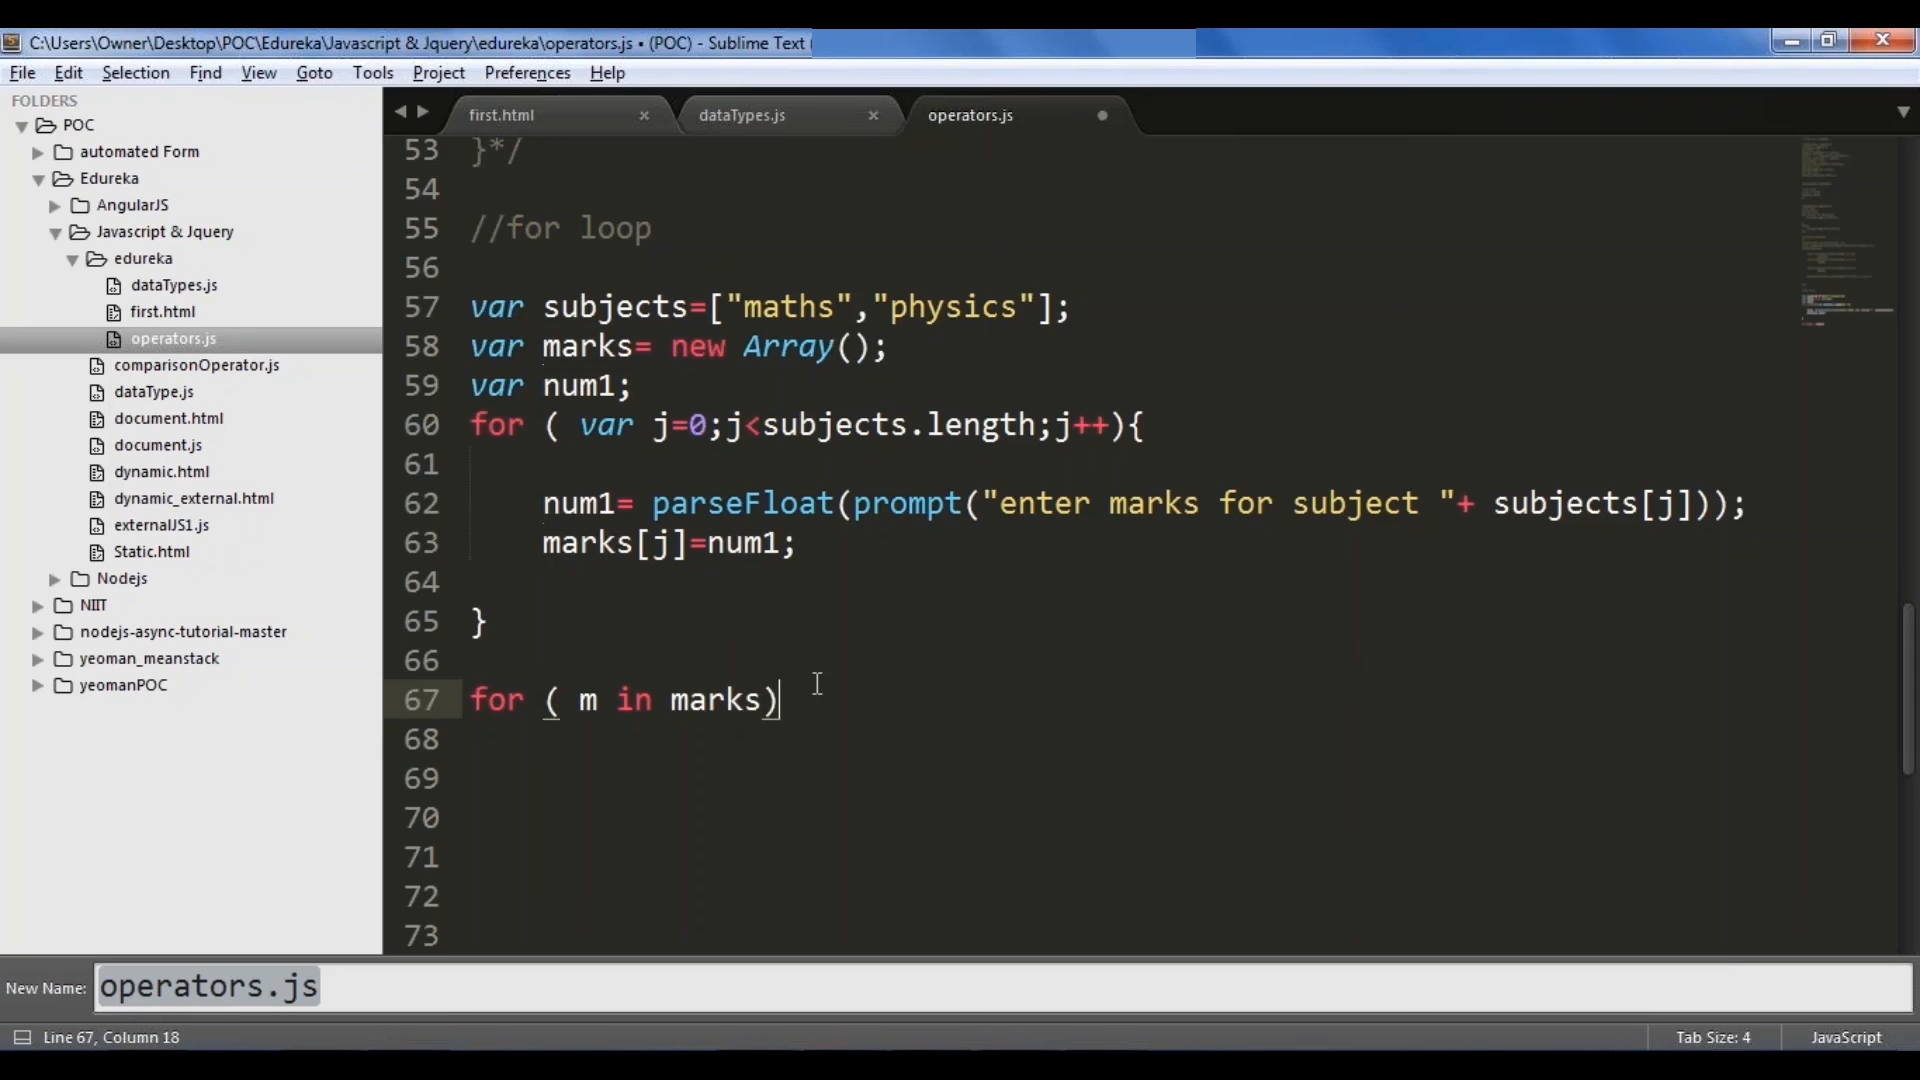 C:\Users\Owner\Desktop\POC\Edureka\Javascript & Jquery\edureka\operators.js • (POC) - Sublime Text
File Edit Selection Find View Goto Tools Project Preferences Help
FOLDERS
POC
automated Form
Edureka
AngularJS
Javascript & Jquery
edureka
dataTypes.js
first.html
operators.js
comparisonOperator.js
dataType.js
document.html
document.js
dynamic.html
dynamic_external.html
externalJS1.js
Static.html
Nodejs
NIIT
nodejs-async-tutorial-master
yeoman_meanstack
yeomanPOC
first.html × dataTypes.js × operators.js
53 }*/
54
55 //for loop
56
57 var subjects=["maths","physics"];
58 var marks= new Array();
59 var num1;
60 for ( var j=0;j<subjects.length;j++){
61
62 num1= parseFloat(prompt("enter marks for subject "+ subjects[j]));
63 marks[j]=num1;
64
65 }
66
67 for ( m in marks)
68
69
70
71
72
73
New Name: operators.js
Line 67, Column 18 Tab Size: 4 JavaScript